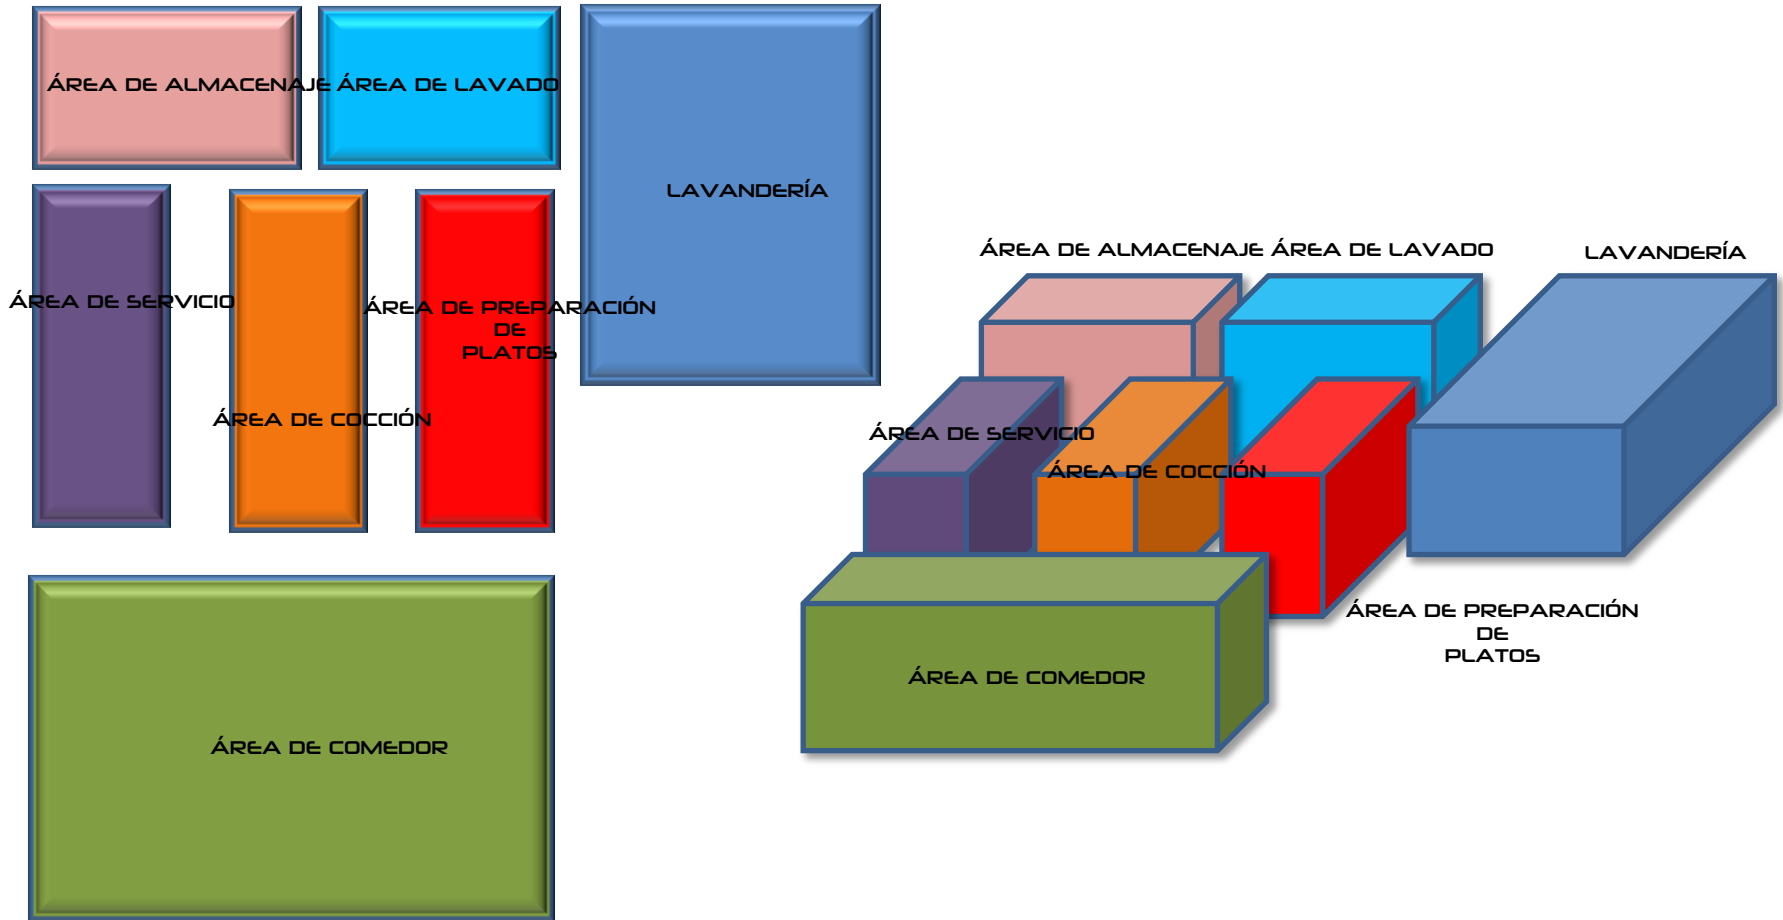 ÁREA DE ALMACENAJE
ÁREA DE LAVADO
LAVANDERÍA
ÁREA DE SERVICIO
ÁREA DE PREPARACIÓN
DE
PLATOS
ÁREA DE COCCIÓN
ÁREA DE COMEDOR
ÁREA DE ALMACENAJE
ÁREA DE LAVADO
LAVANDERÍA
ÁREA DE SERVICIO
ÁREA DE COCCIÓN
ÁREA DE PREPARACIÓN
DE
PLATOS
ÁREA DE COMEDOR